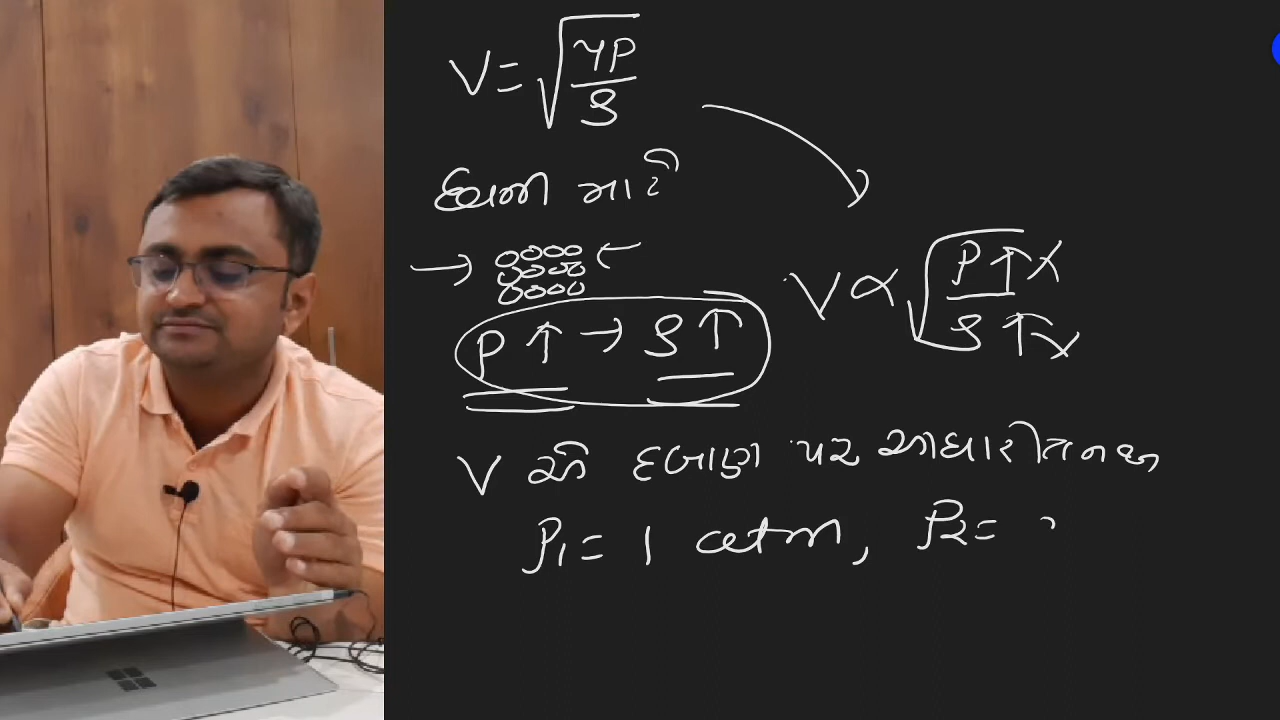 V = √(γP/ρ)
માટે
P ↑ → ρ ↑
V ∝ √(P↑x/ρ↑x)
V એ દબાણ પર આધારીત નથી
P₁ = 1 atm, P₂ =